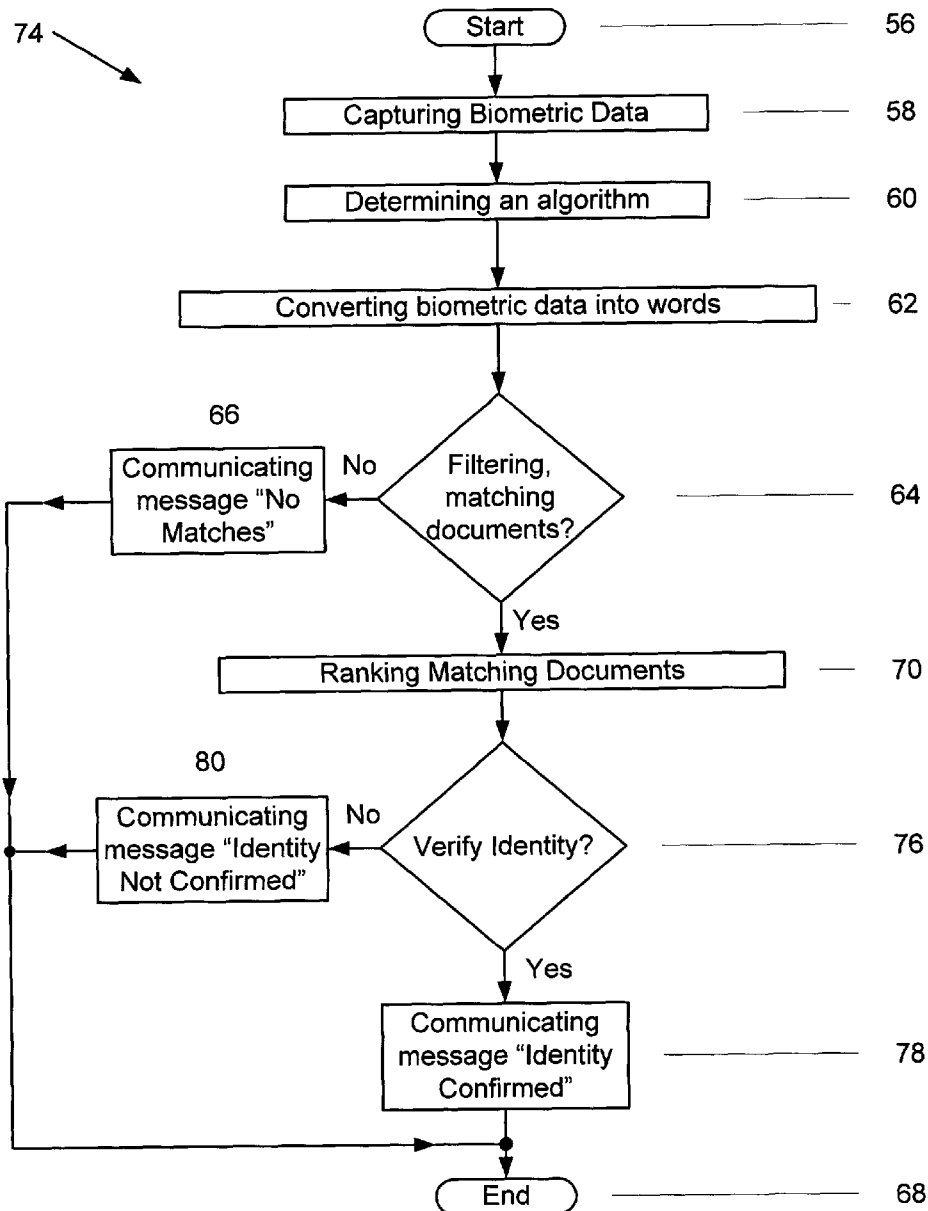 74
Start
56
Capturing Biometric Data
58
Determining an algorithm
60
Converting biometric data into words
62
66
Communicating
message “No
Matches”
No
Filtering,
matching
documents?
64
Yes
Ranking Matching Documents
70
80
Communicating
message “Identity
Not Confirmed”
No
Verify Identity?
76
Yes
Communicating
message “Identity
Confirmed”
78
End
68